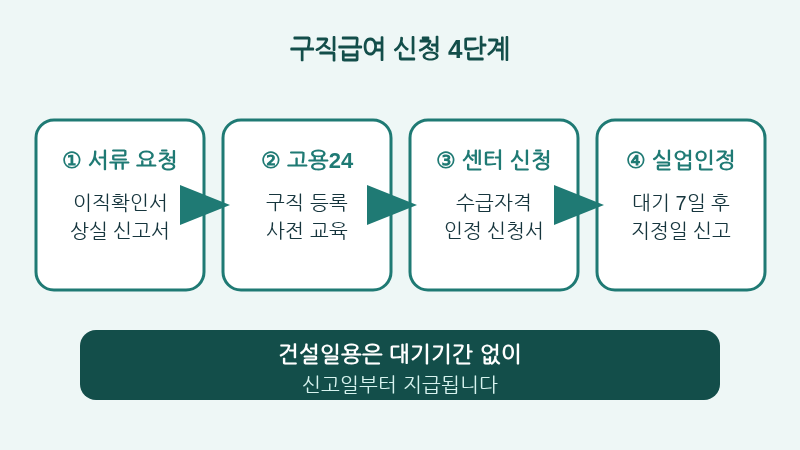 구직급여 신청 4단계
① 서류 요청
이직확인서
상실 신고서
② 고용24
구직 등록
사전 교육
③ 센터 신청
수급자격
인정 신청서
④ 실업인정
대기 7일 후
지정일 신고
건설일용은 대기기간 없이
신고일부터 지급됩니다